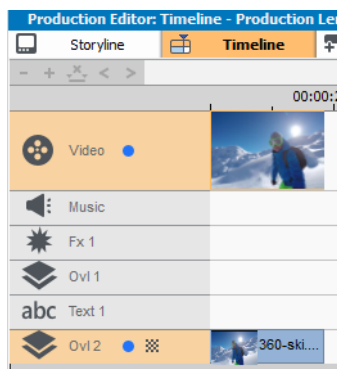 Production Editor: Timeline - Production Le
Storyline Timeline
- + < >
00:00:
Video
Music
Fx 1
Ovl 1
abc Text 1
Ovl 2 360-ski....